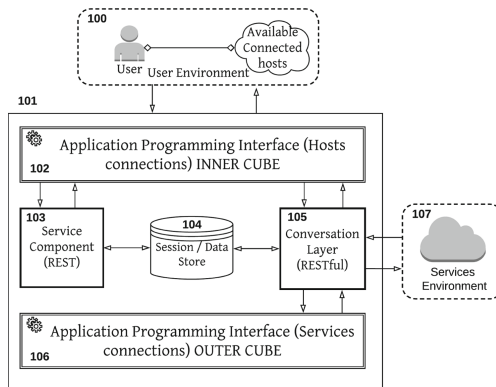 100
Available
Connected
hosts
User
User Environment
101
Application Programming Interface (Hosts
connections) INNER CUBE
102
103
Service
Component
(REST)
104
Session / Data
Store
105
Conversation
Layer
(RESTful)
107
Services
Environment
Application Programming Interface (Services
connections) OUTER CUBE
106